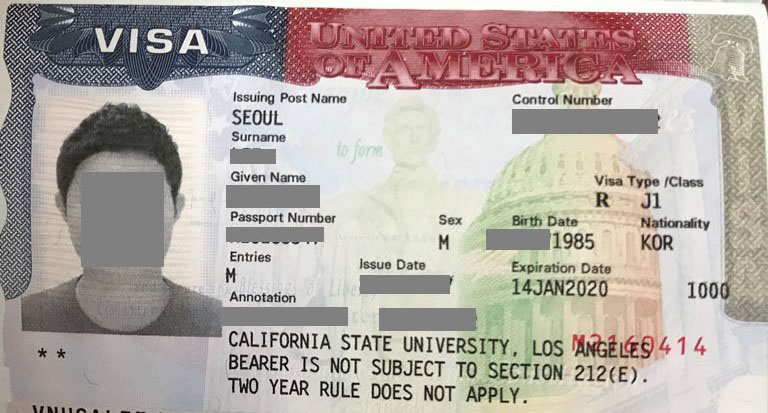 VISA
UNITED STATES OF AMERICA
Issuing Post Name
SEOUL
Control Number
Surname
to form
Given Name
Visa Type /Class
R J1
Passport Number
Sex
M
Birth Date
1985
Nationality
KOR
Entries
M
Issue Date
Expiration Date
14JAN2020
1000
Annotation
CALIFORNIA STATE UNIVERSITY, LOS ANGELES
BEARER IS NOT SUBJECT TO SECTION 212(E).
TWO YEAR RULE DOES NOT APPLY.
**